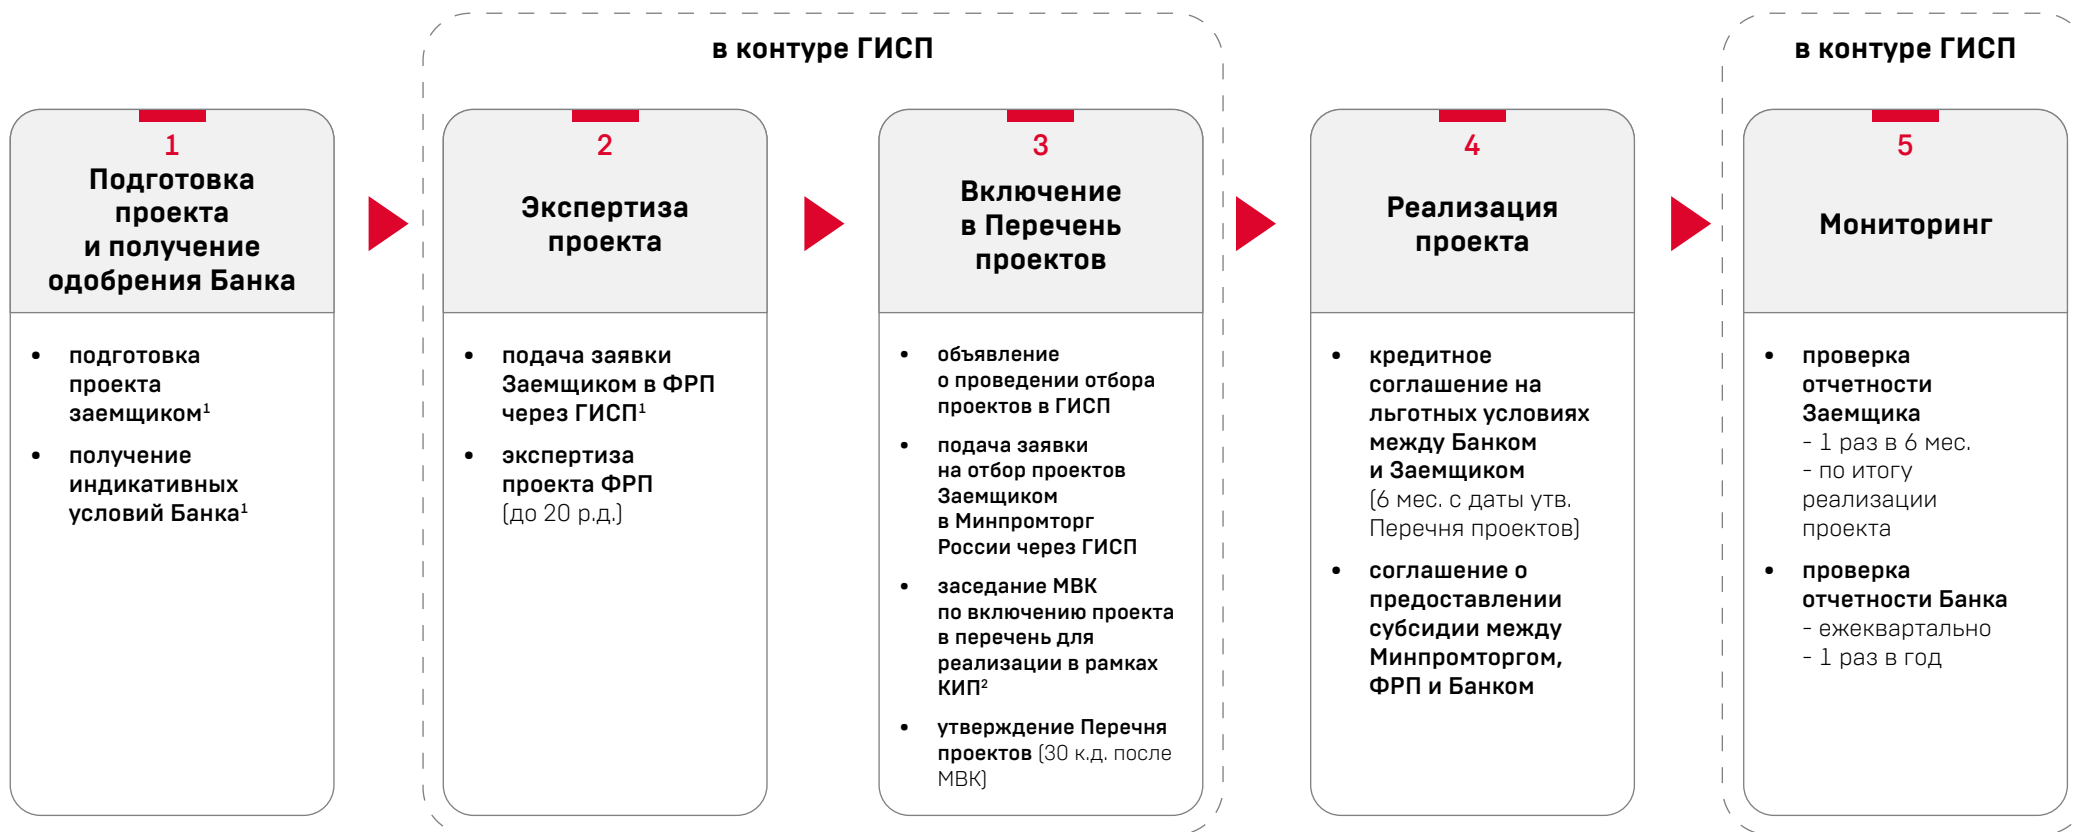 в контуре ГИСП
в контуре ГИСП
1
Подготовка
проекта
и получение
одобрения Банка
• подготовка
проекта
заемщиком¹
• получение
индикативных
условий Банка¹
2
Экспертиза
проекта
• подача заявки
Заемщиком в ФРП
через ГИСП¹
• экспертиза
проекта ФРП
(до 20 р.д.)
3
Включение
в Перечень
проектов
• объявление
о проведении отбора
проектов в ГИСП
• подача заявки
на отбор проектов
Заемщиком
в Минпромторг
России через ГИСП
• заседание МВК
по включению проекта
в перечень для
реализации в рамках
КИП²
• утверждение Перечня
проектов (30 к.д. после
МВК)
4
Реализация
проекта
• кредитное
соглашение на
льготных условиях
между Банком
и Заемщиком
(6 мес. с даты утв.
Перечня проектов)
• соглашение о
предоставлении
субсидии между
Минпромторгом,
ФРП и Банком
5
Мониторинг
• проверка
отчетности
Заемщика
- 1 раз в 6 мес.
- по итогу
реализации
проекта
• проверка
отчетности Банка
- ежеквартально
- 1 раз в год